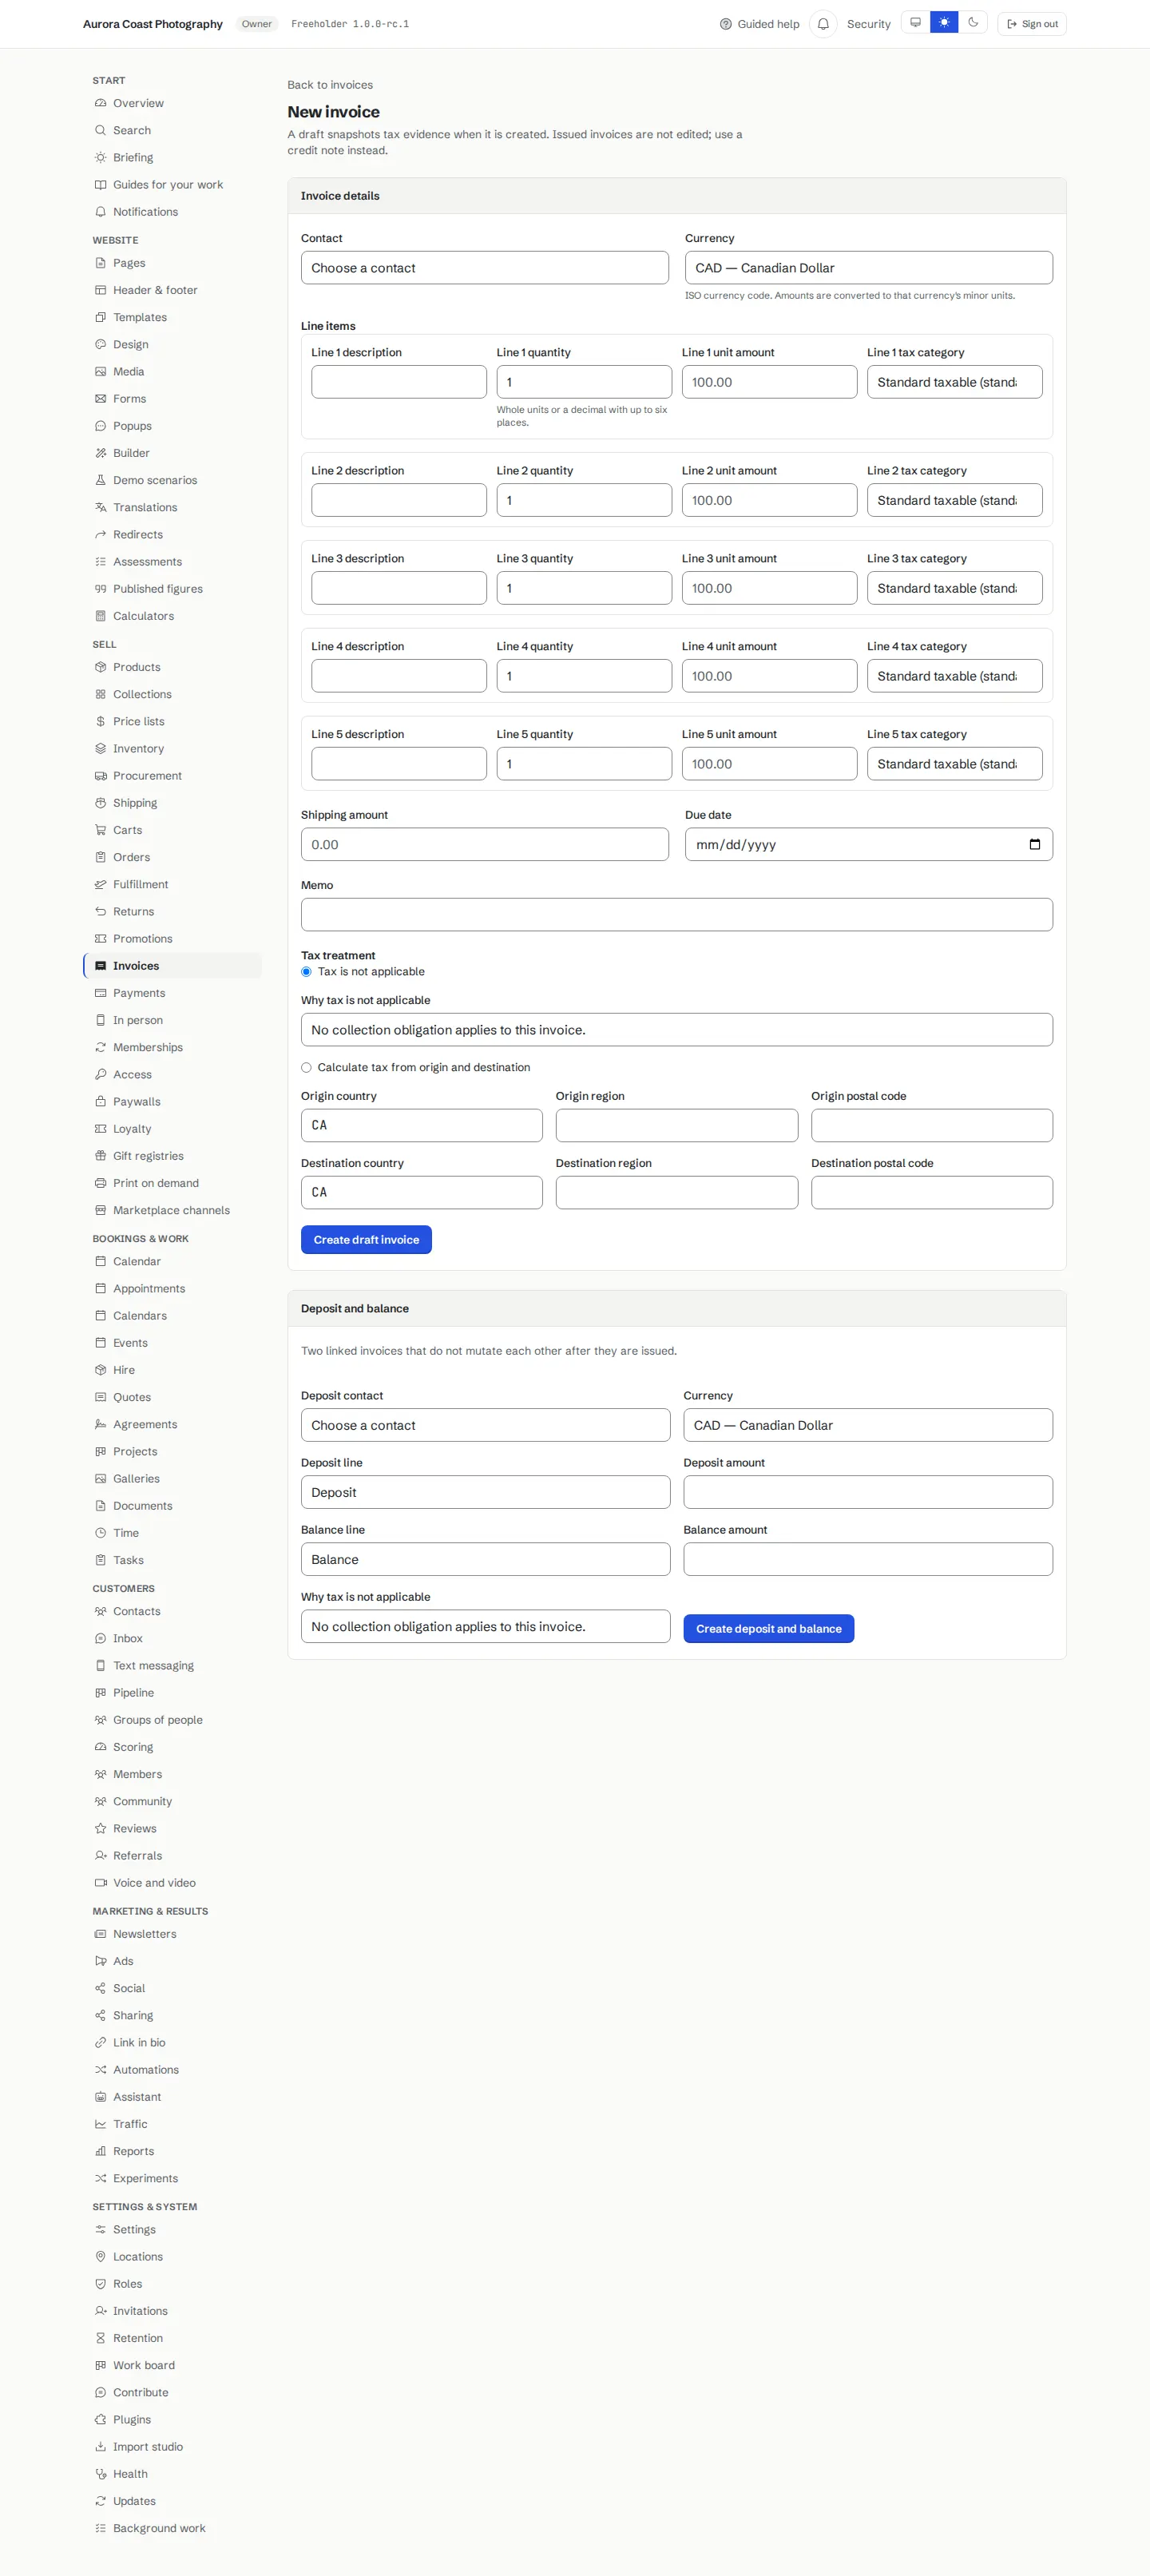 Aurora Coast Photography
Owner
Freeholder 1.0.0-rc.1
Guided help
Security
Sign out
START
Overview
Search
Briefing
Guides for your work
Notifications
WEBSITE
Pages
Header & footer
Templates
Design
Media
Forms
Popups
Builder
Demo scenarios
Translations
Redirects
Assessments
Published figures
Calculators
SELL
Products
Collections
Price lists
Inventory
Procurement
Shipping
Carts
Orders
Fulfillment
Returns
Promotions
Invoices
Payments
In person
Memberships
Access
Paywalls
Loyalty
Gift registries
Print on demand
Marketplace channels
BOOKINGS & WORK
Calendar
Appointments
Calendars
Events
Hire
Quotes
Agreements
Projects
Galleries
Documents
Time
Tasks
CUSTOMERS
Contacts
Inbox
Text messaging
Pipeline
Groups of people
Scoring
Members
Community
Reviews
Referrals
Voice and video
MARKETING & RESULTS
Newsletters
Ads
Social
Sharing
Link in bio
Automations
Assistant
Traffic
Reports
Experiments
SETTINGS & SYSTEM
Settings
Locations
Roles
Invitations
Retention
Work board
Contribute
Plugins
Import studio
Health
Updates
Background work
Back to invoices
New invoice
A draft snapshots tax evidence when it is created. Issued invoices are not edited; use a
credit note instead.
Invoice details
Contact
Currency
Choose a contact
CAD — Canadian Dollar
ISO currency code. Amounts are converted to that currency's minor units.
Line items
Line 1 description
Line 1 quantity
Line 1 unit amount
Line 1 tax category
1
100.00
Standard taxable (standa
Whole units or a decimal with up to six
places.
Line 2 description
Line 2 quantity
Line 2 unit amount
Line 2 tax category
1
100.00
Standard taxable (standa
Line 3 description
Line 3 quantity
Line 3 unit amount
Line 3 tax category
1
100.00
Standard taxable (standa
Line 4 description
Line 4 quantity
Line 4 unit amount
Line 4 tax category
1
100.00
Standard taxable (standa
Line 5 description
Line 5 quantity
Line 5 unit amount
Line 5 tax category
1
100.00
Standard taxable (standa
Shipping amount
Due date
0.00
mm/dd/yyyy
Memo
Tax treatment
Tax is not applicable
Why tax is not applicable
No collection obligation applies to this invoice.
Calculate tax from origin and destination
Origin country
Origin region
Origin postal code
CA
Destination country
Destination region
Destination postal code
CA
Create draft invoice
Deposit and balance
Two linked invoices that do not mutate each other after they are issued.
Deposit contact
Currency
Choose a contact
CAD — Canadian Dollar
Deposit line
Deposit amount
Deposit
Balance line
Balance amount
Balance
Why tax is not applicable
No collection obligation applies to this invoice.
Create deposit and balance